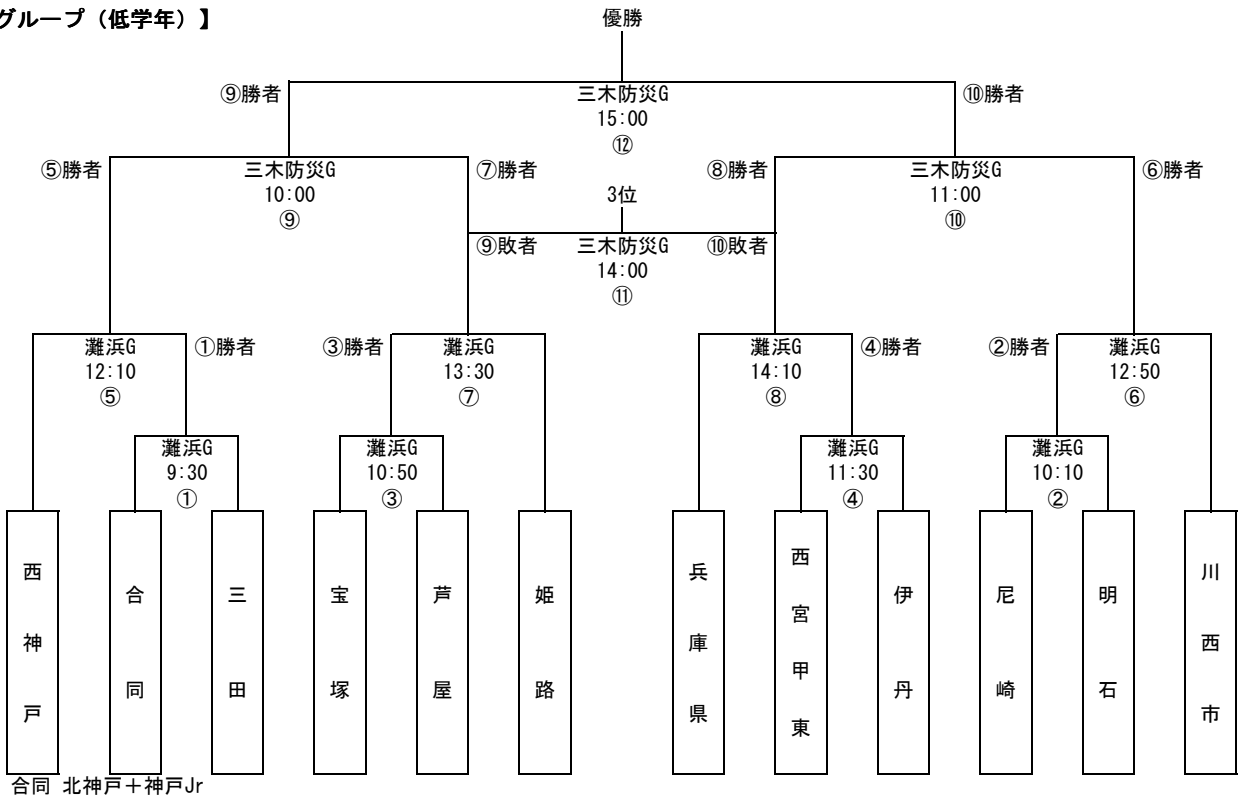 グループ（低学年）】
優勝
⑨勝者
三木防災G
15:00
⑫
⑩勝者
⑤勝者
三木防災G
10:00
⑨
⑦勝者
3位
⑧勝者
三木防災G
11:00
⑩
⑥勝者
⑨敗者
三木防災G
14:00
⑪
⑩敗者
灘浜G
12:10
⑤
①勝者
③勝者
灘浜G
13:30
⑦
灘浜G
14:10
⑧
④勝者
②勝者
灘浜G
12:50
⑥
灘浜G
9:30
①
灘浜G
10:50
③
灘浜G
11:30
④
灘浜G
10:10
②
西神戸
合同
三田
宝塚
芦屋
姫路
兵庫県
西宮甲東
伊丹
尼崎
明石
川西市
合同 北神戸＋神戸Jr